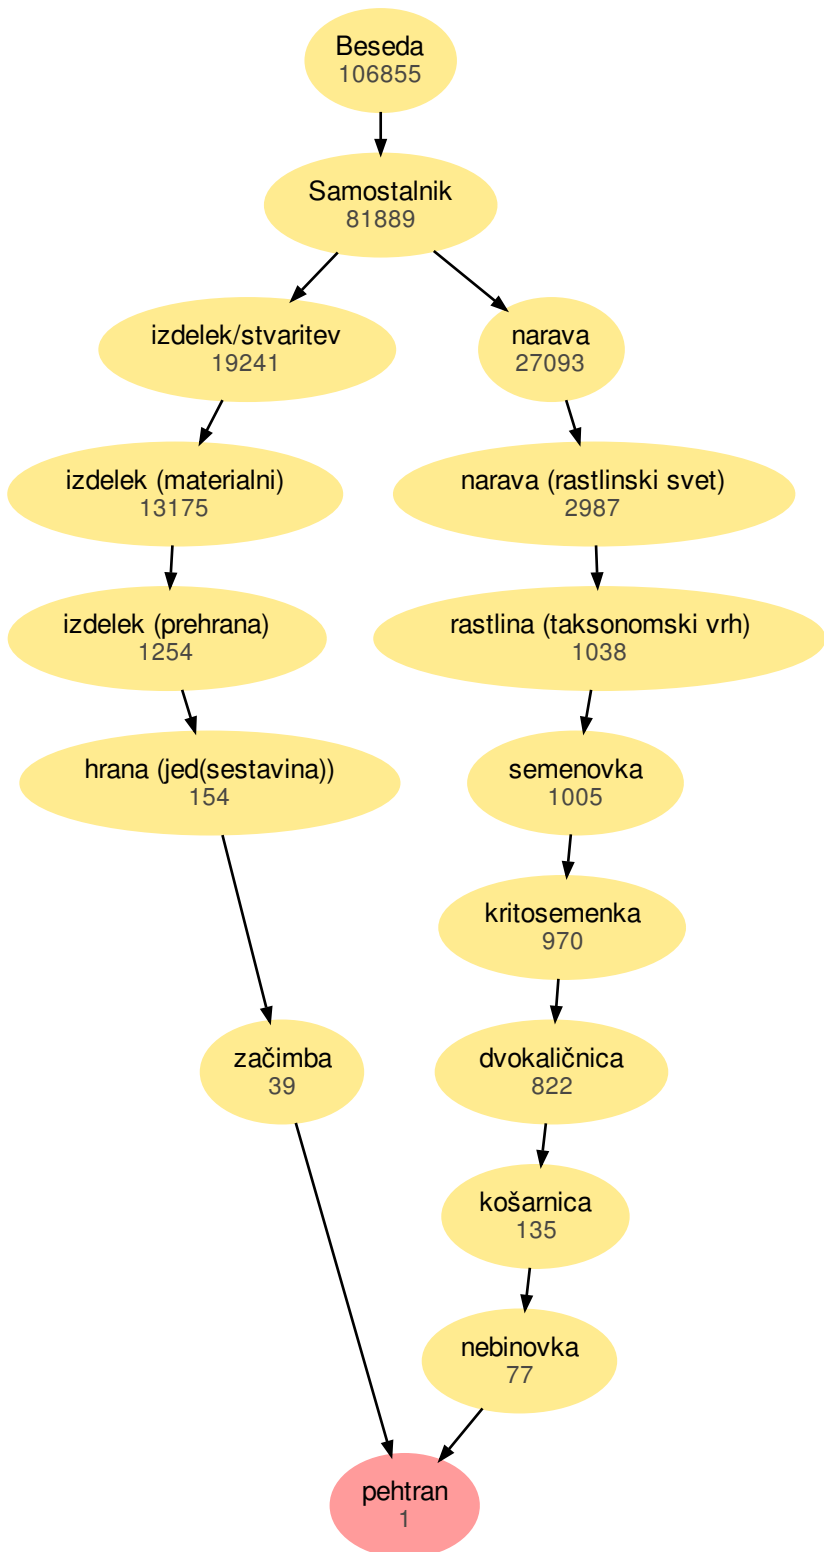 Beseda
106855
Samostalnik
81889
izdelek/stvaritev
19241
narava
27093
izdelek (materialni)
13175
narava (rastlinski svet)
2987
izdelek (prehrana)
1254
rastlina (taksonomski vrh)
1038
hrana (jed(sestavina))
154
semenovka
1005
kritosemenka
970
začimba
39
dvokaličnica
822
košarnica
135
nebinovka
77
pehtran
1